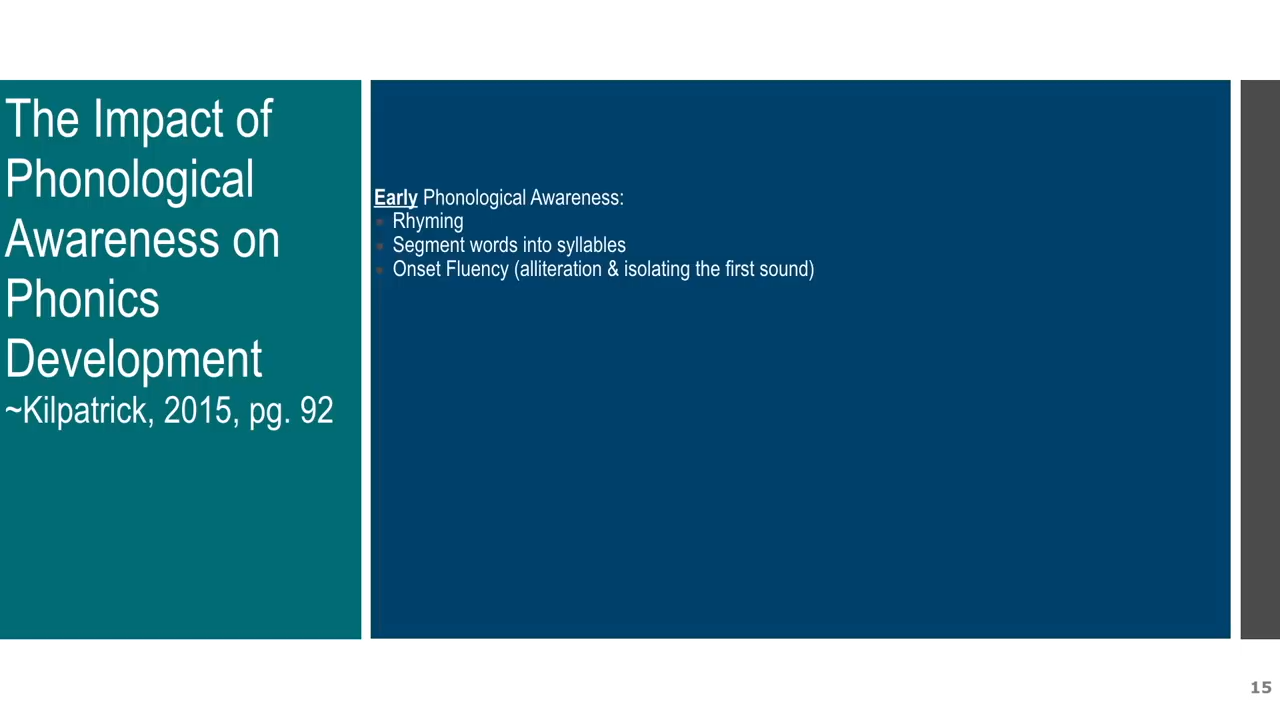 The Impact of
Phonological
Awareness on
Phonics
Development
~Kilpatrick, 2015, pg. 92
Early Phonological Awareness:
Rhyming
Segment words into syllables
Onset Fluency (alliteration & isolating the first sound)
15